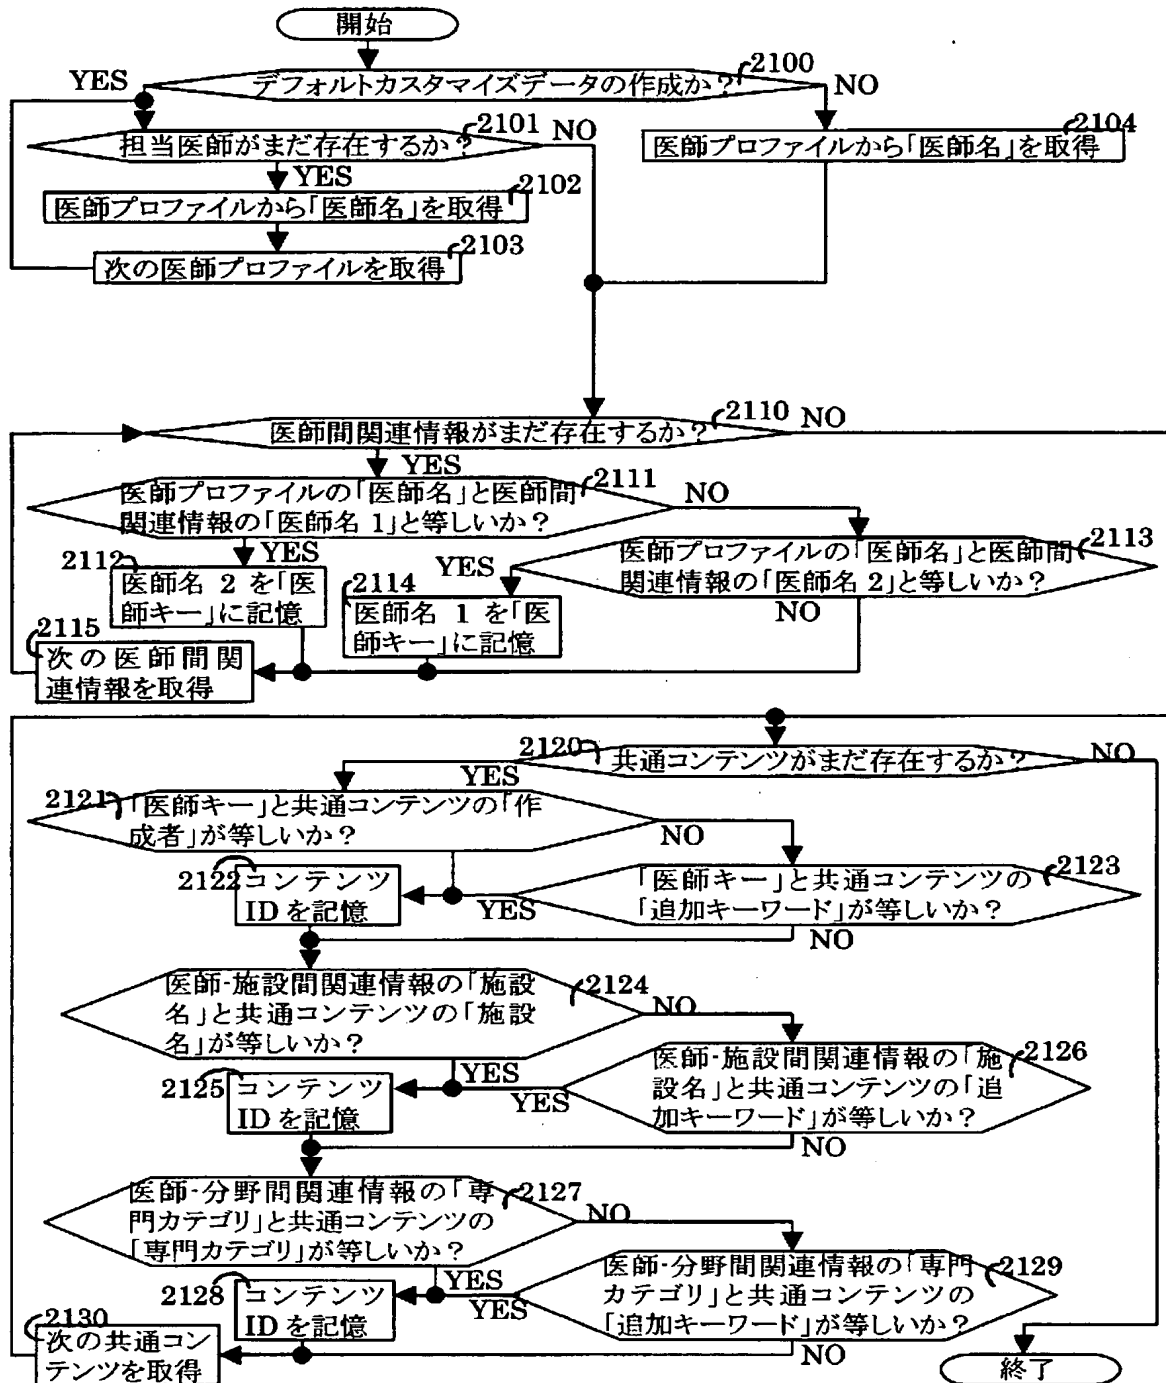 開始
YES
デフォルトカスタマイズデータの作成か?
2100
NO
担当医師がまだ存在するか?
2101
NO
2104
医師プロファイルから「医師名」を取得
YES
2102
医師プロファイルから「医師名」を取得
2103
次の医師プロファイルを取得
医師間関連情報がまだ存在するか?
2110
NO
YES
医師プロファイルの「医師名」と医師間
関連情報の「医師名 1」と等しいか?
2111
NO
医師プロファイルの「医師名」と医師間
関連情報の「医師名 2」と等しいか?
2113
YES
2112
医師名 2 を「医
師キー」に記憶
YES
2114
医師名 1 を「医
師キー」に記憶
NO
2115
次の医師間関
連情報を取得
2120
共通コンテンツがまだ存在するか?
NO
YES
2121
「医師キー」と共通コンテンツの「作
成者」が等しいか?
NO
2122
コンテンツ
IDを記憶
YES
「医師キー」と共通コンテンツの
「追加キーワード」が等しいか?
2123
NO
医師-施設間関連情報の「施設
名」と共通コンテンツの「施設
名」が等しいか?
2124
NO
医師-施設間関連情報の「施
設名」と共通コンテンツの「追
加キーワード」が等しいか?
2126
YES
YES
2125
コンテンツ
IDを記憶
NO
医師-分野間関連情報の「専
門カテゴリ」と共通コンテンツの
「専門カテゴリ」が等しいか?
2127
NO
医師-分野間関連情報の「専門
カテゴリ」と共通コンテンツの
「追加キーワード」が等しいか?
2129
YES
YES
2128
コンテンツ
IDを記憶
NO
2130
次の共通コン
テンツを取得
終了